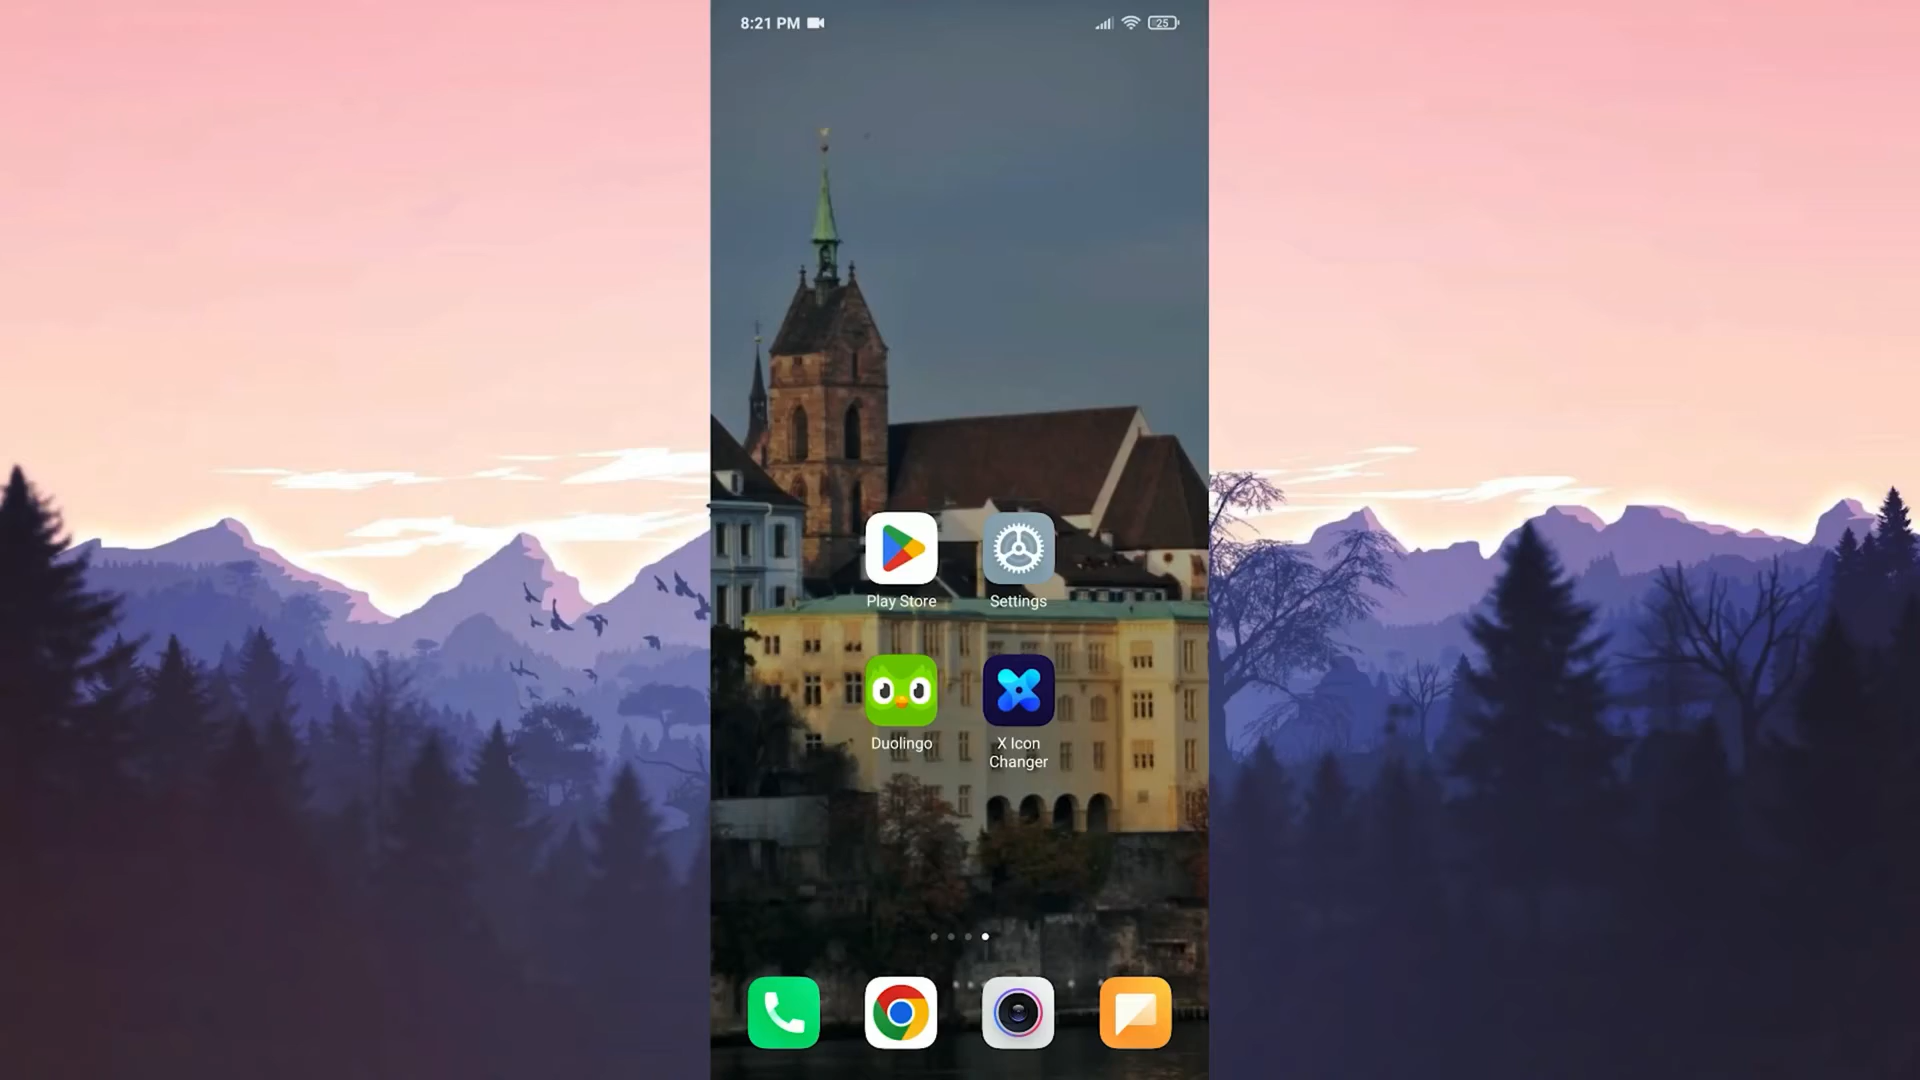 8:21 PM
25
Play Store
Settings
Duolingo
X Icon
Changer